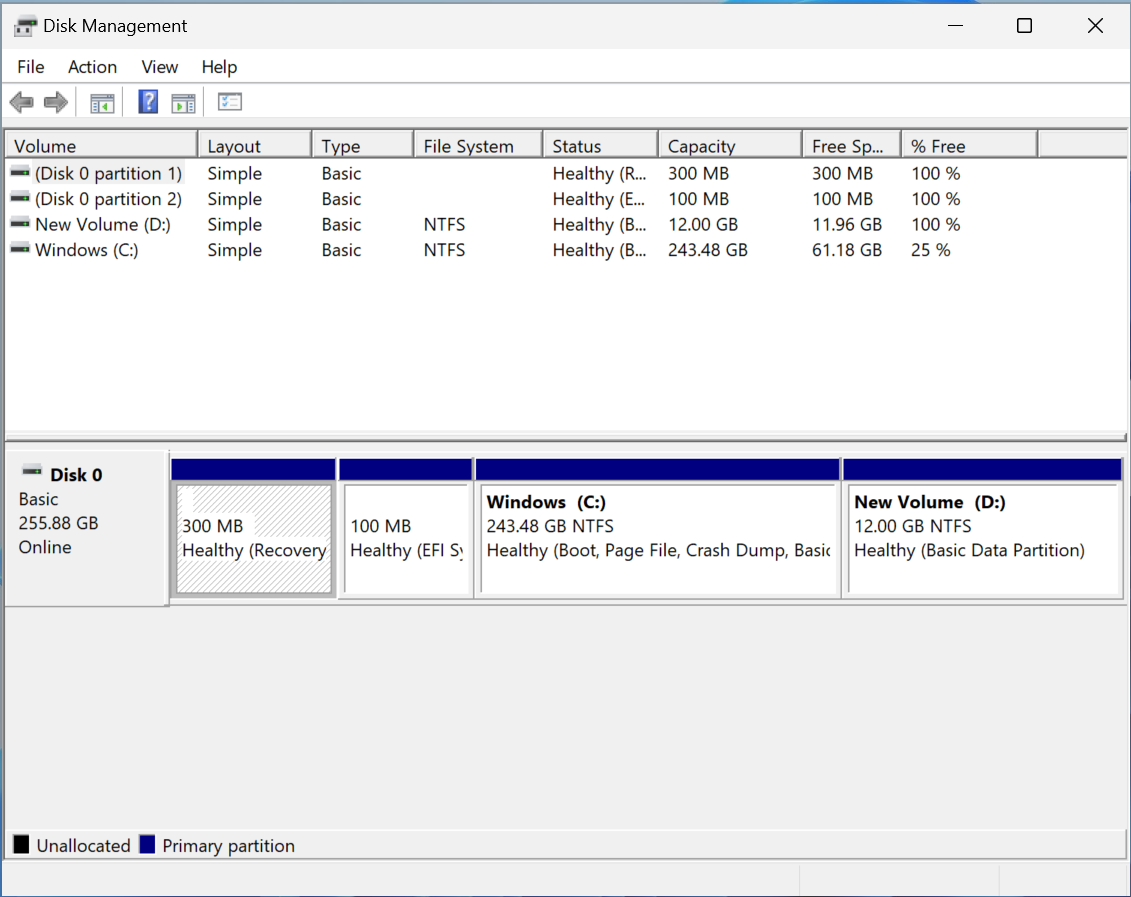 Disk Management
File Action View Help
Volume Layout Type File System Status Capacity Free Sp... % Free
(Disk 0 partition 1) Simple Basic Healthy (R... 300 MB 300 MB 100 %
(Disk 0 partition 2) Simple Basic Healthy (E... 100 MB 100 MB 100 %
New Volume (D:) Simple Basic NTFS Healthy (B... 12.00 GB 11.96 GB 100 %
Windows (C:) Simple Basic NTFS Healthy (B... 243.48 GB 61.18 GB 25 %
Disk 0
Basic
255.88 GB
Online
300 MB
Healthy (Recovery
100 MB
Healthy (EFI Sy
Windows (C:)
243.48 GB NTFS
Healthy (Boot, Page File, Crash Dump, Basic
New Volume (D:)
12.00 GB NTFS
Healthy (Basic Data Partition)
Unallocated Primary partition